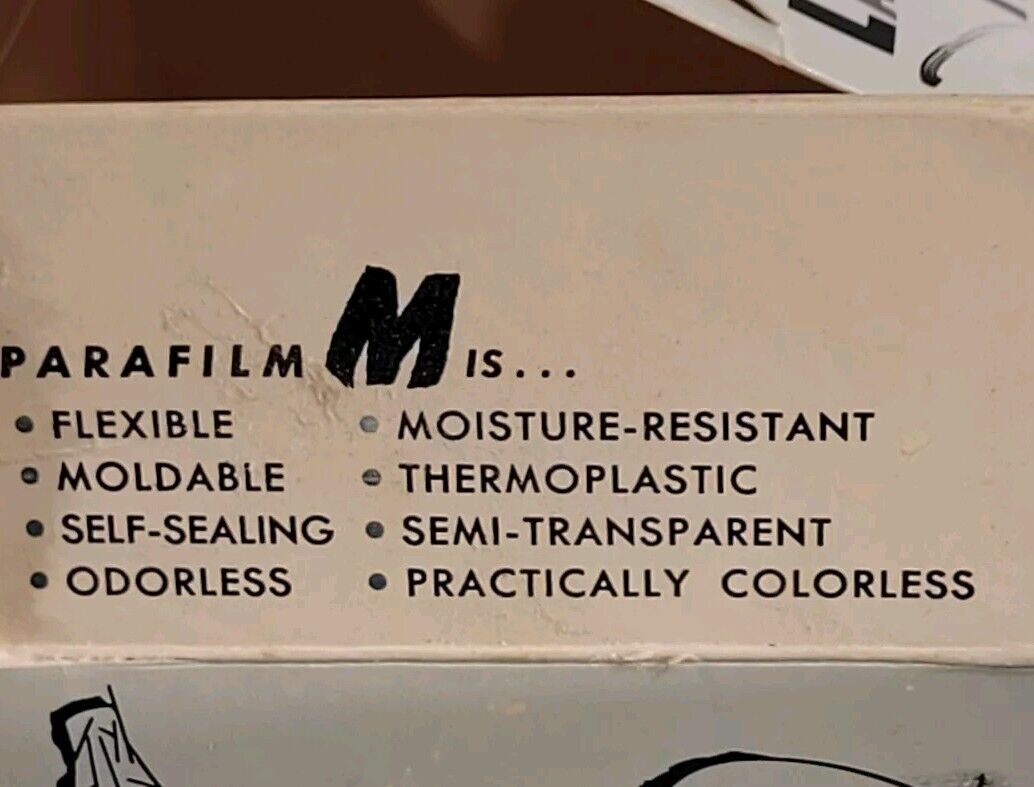 PARAFILM M IS...
• FLEXIBLE
• MOLDABLE
• SELF-SEALING
• ODORLESS
• MOISTURE-RESISTANT
• THERMOPLASTIC
• SEMI-TRANSPARENT
• PRACTICALLY COLORLESS